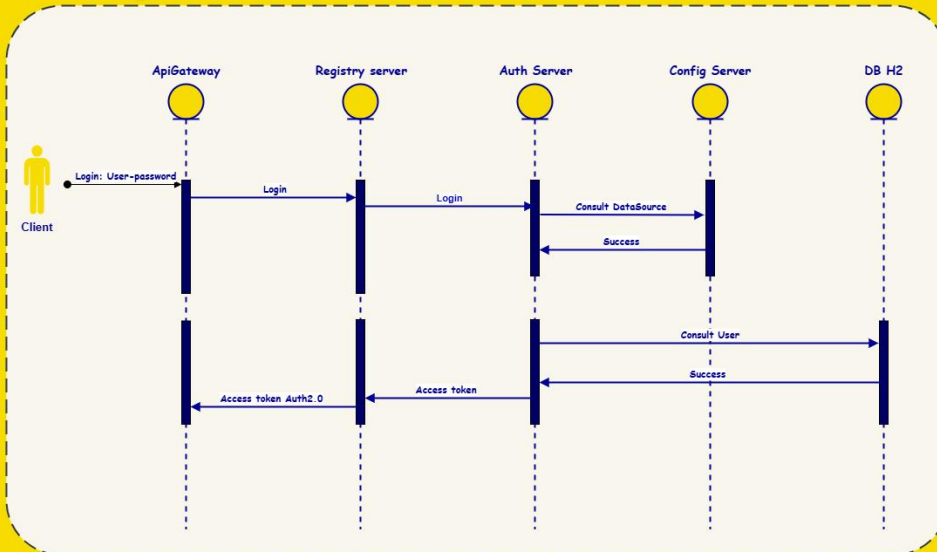 ApiGateway
Registry server
Auth Server
Config Server
DB H2
Login: User-password
Client
Login
Login
Consult DataSource
Success
Consult User
Success
Access token
Access token Auth2.0